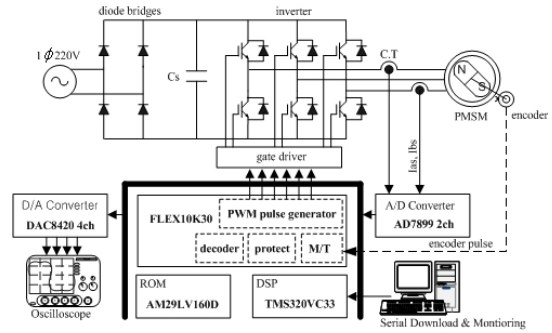 diode bridges
inverter
1 ϕ 220V
Cs
C.T
N
S
PMSM
encoder
Ias, Ibs
gate driver
D/A Converter
DAC8420 4ch
FLEX10K30
PWM pulse generator
A/D Converter
AD7899 2ch
decoder
protect
M/T
encoder pulse
Oscilloscope
ROM
AM29LV160D
DSP
TMS320VC33
Serial Download & Montioring